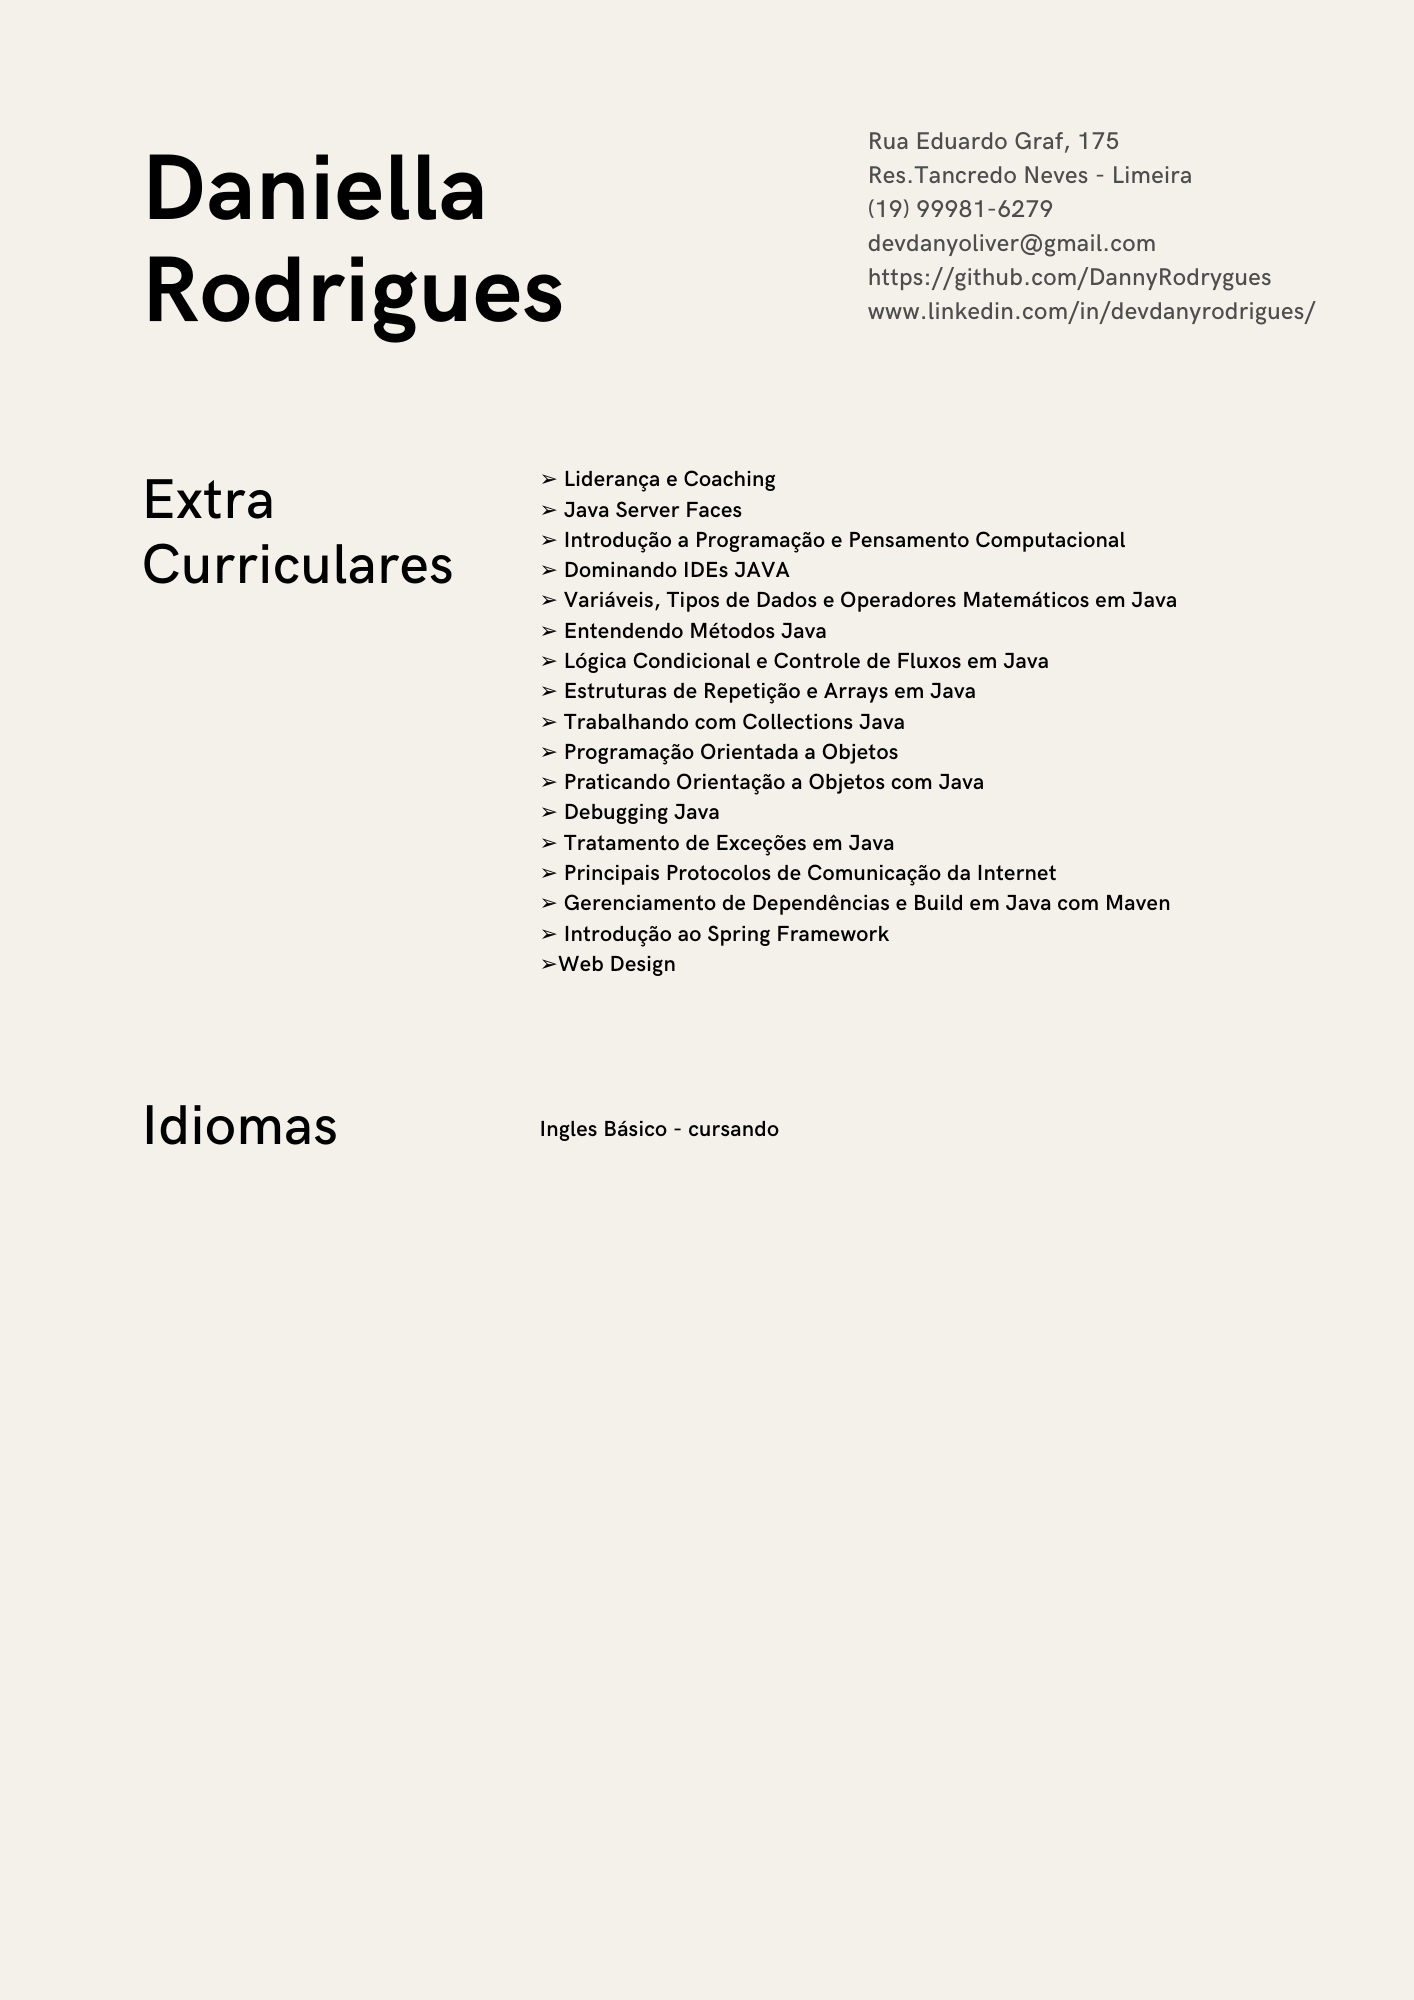 Daniella
Rodrigues
Rua Eduardo Graf, 175
Res.Tancredo Neves - Limeira
(19) 99981-6279
devdanyoliver@gmail.com
https://github.com/DannyRodrygues
www.linkedin.com/in/devdanyrodrigues/
Extra
Curriculares
➢ Liderança e Coaching
➢ Java Server Faces
➢ Introdução a Programação e Pensamento Computacional
➢ Dominando IDEs JAVA
➢ Variáveis, Tipos de Dados e Operadores Matemáticos em Java
➢ Entendendo Métodos Java
➢ Lógica Condicional e Controle de Fluxos em Java
➢ Estruturas de Repetição e Arrays em Java
➢ Trabalhando com Collections Java
➢ Programação Orientada a Objetos
➢ Praticando Orientação a Objetos com Java
➢ Debugging Java
➢ Tratamento de Exceções em Java
➢ Principais Protocolos de Comunicação da Internet
➢ Gerenciamento de Dependências e Build em Java com Maven
➢ Introdução ao Spring Framework
➢Web Design
Idiomas
Ingles Básico - cursando